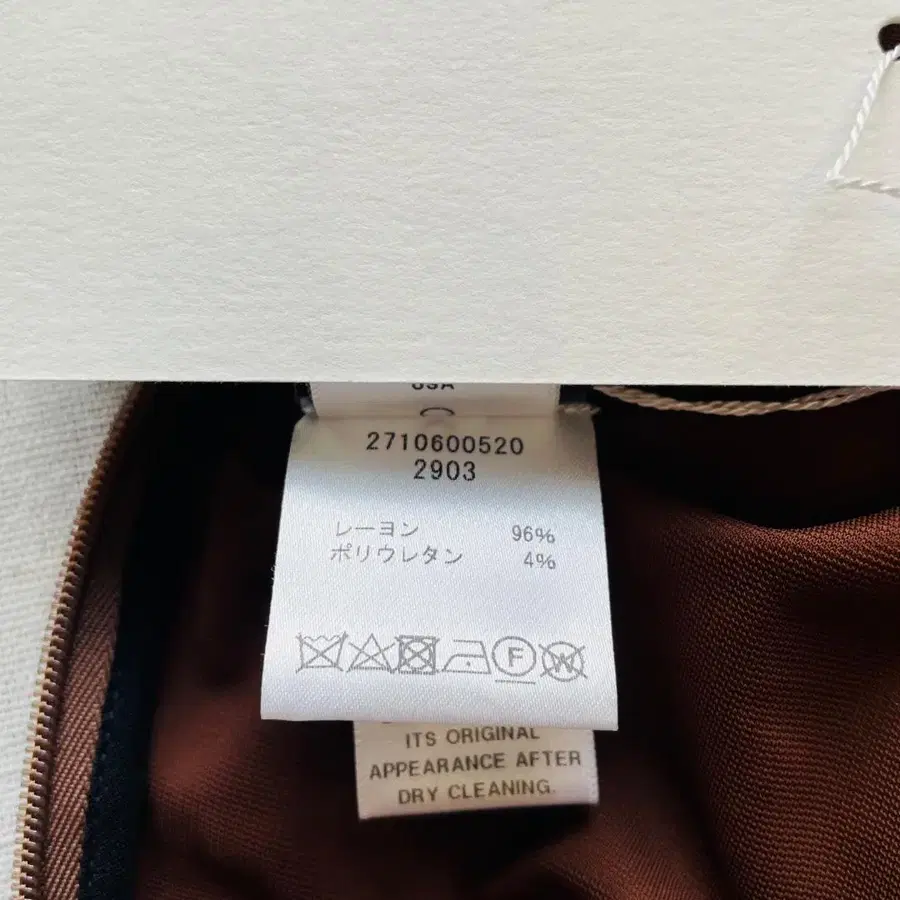 USA
2710600520
2903
レーヨン 96%
ポリウレタン 4%
F W
ITS ORIGINAL
APPEARANCE AFTER
DRY CLEANING.